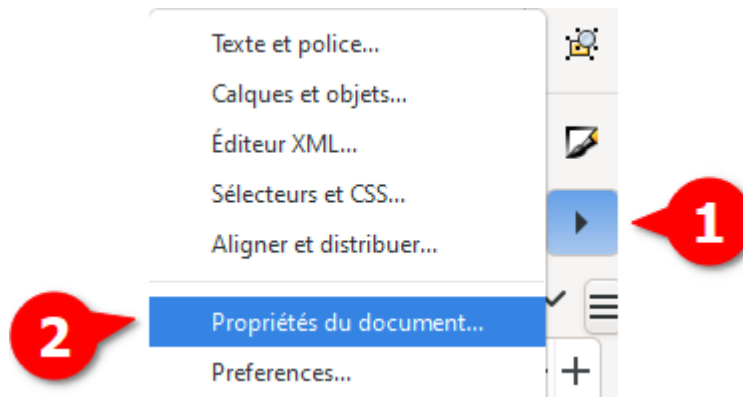 Texte et police...
Calques et objets...
Éditeur XML...
Sélecteurs et CSS...
Aligner et distribuer...
1
2
Propriétés du document...
Preferences...